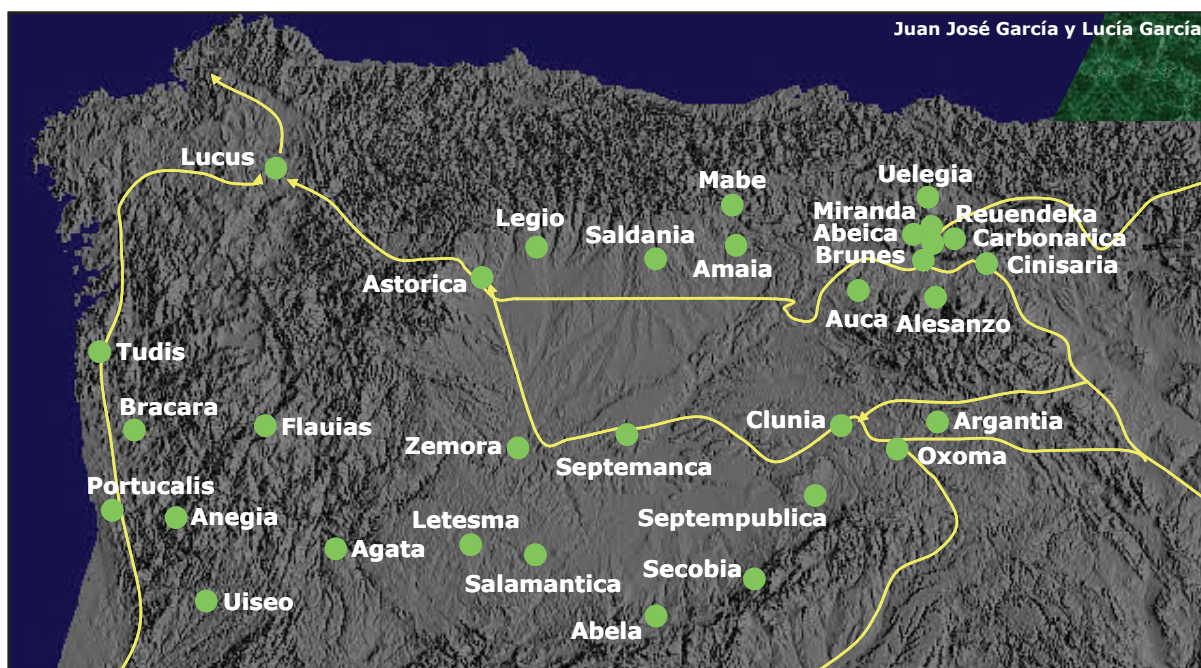 Juan José García y Lucía García
Lucus
Mabe
Uelegia
Legio
Saldania
Miranda
Reuendeka
Abeica
Carbonarica
Amaia
Brunes
Cinisaria
Astorica
Auca
Alesanzo
Tudis
Bracara
Flauias
Clunia
Argantia
Zemora
Septemanca
Oxoma
Portucalis
Anegia
Septempublica
Letesma
Agata
Salamantica
Secobia
Uiseo
Abela